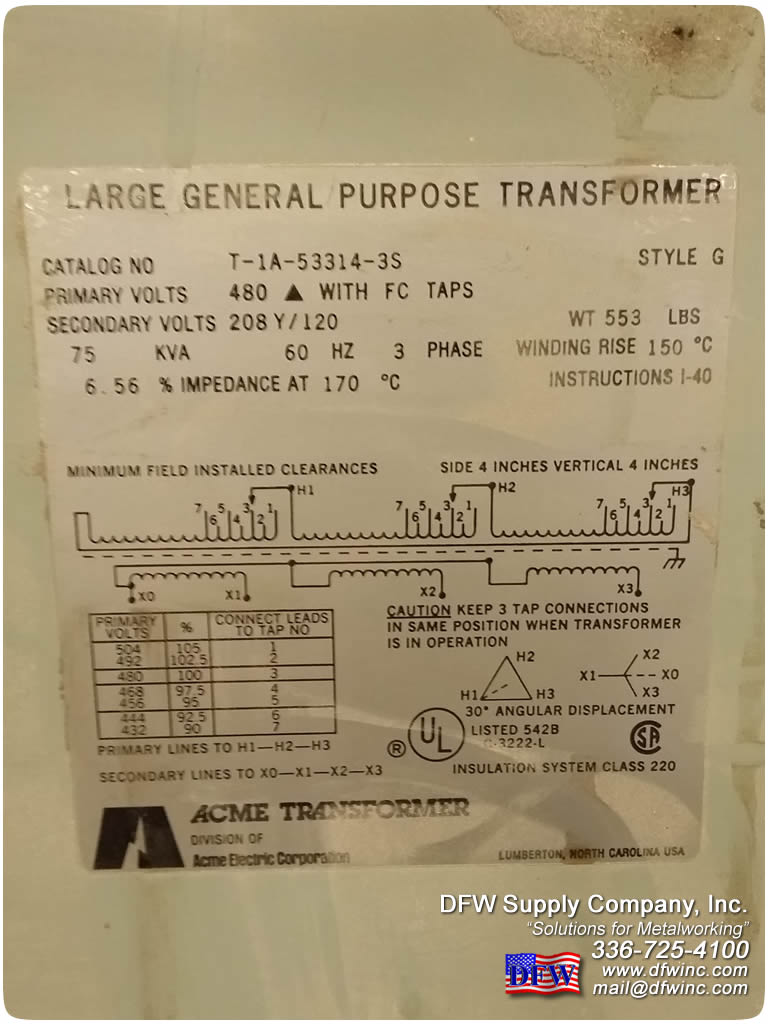 LARGE GENERAL PURPOSE TRANSFORMER
CATALOG NO T-1A-53314-3S STYLE G
PRIMARY VOLTS 480 ▲ WITH FC TAPS
SECONDARY VOLTS 208 Y/120 WT 553 LBS
75 KVA 60 HZ 3 PHASE WINDING RISE 150 °C
6.56 % IMPEDANCE AT 170 °C INSTRUCTIONS I-40
MINIMUM FIELD INSTALLED CLEARANCES SIDE 4 INCHES VERTICAL 4 INCHES
H1 H2 H3
7 6 5 4 3 2 1 7 6 5 4 3 2 1 7 6 5 4 3 2 1
X0 X1 X2 X3
PRIMARY VOLTS % CONNECT LEADS TO TAP NO
504 105 1
492 102.5 2
480 100 3
468 97.5 4
456 95 5
444 92.5 6
432 90 7
PRIMARY LINES TO H1—H2—H3
SECONDARY LINES TO X0—X1—X2—X3
CAUTION KEEP 3 TAP CONNECTIONS
IN SAME POSITION WHEN TRANSFORMER
IS IN OPERATION
H2
H1 H3
X2
X1 X0
X3
30° ANGULAR DISPLACEMENT
® UL LISTED 542B SA
-3222-L
INSULATION SYSTEM CLASS 220
ACME TRANSFORMER
DIVISION OF
Acme Electric Corporation
LUMBERTON, NORTH CAROLINA USA
DFW Supply Company, Inc.
“Solutions for Metalworking”
336-725-4100
DFW www.dfwinc.com
mail@dfwinc.com